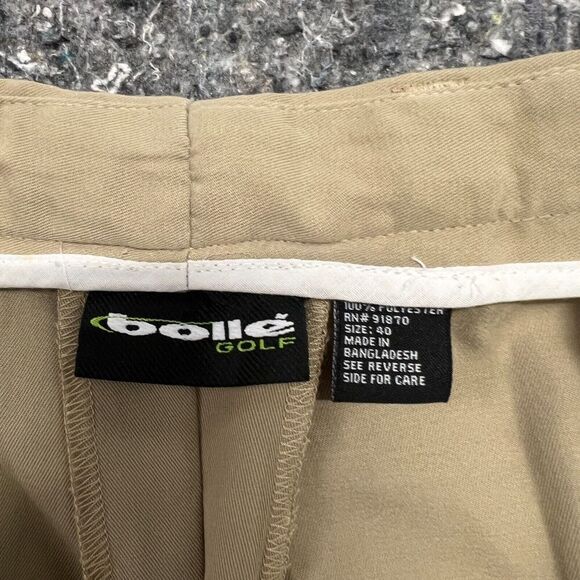 bollé
GOLF
100% POLYESTER
RN# 91870
SIZE: 40
MADE IN
BANGLADESH
SEE REVERSE
SIDE FOR CARE